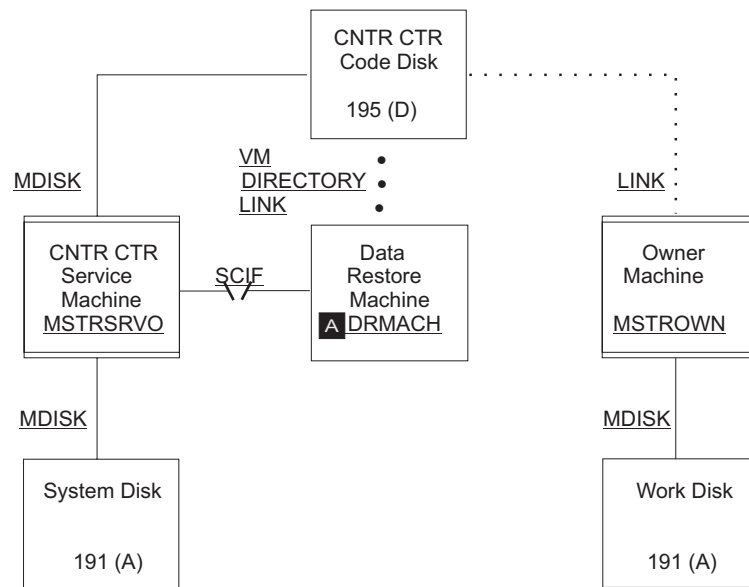 CNTR CTR
Code Disk
195 (D)
VM
DIRECTORY
LINK
MDISK
LINK
CNTR CTR
Service
Machine
MSTRSRVO
SCIF
Data
Restore
Machine
A DRMACH
Owner
Machine
MSTROWN
MDISK
MDISK
System Disk
191 (A)
Work Disk
191 (A)